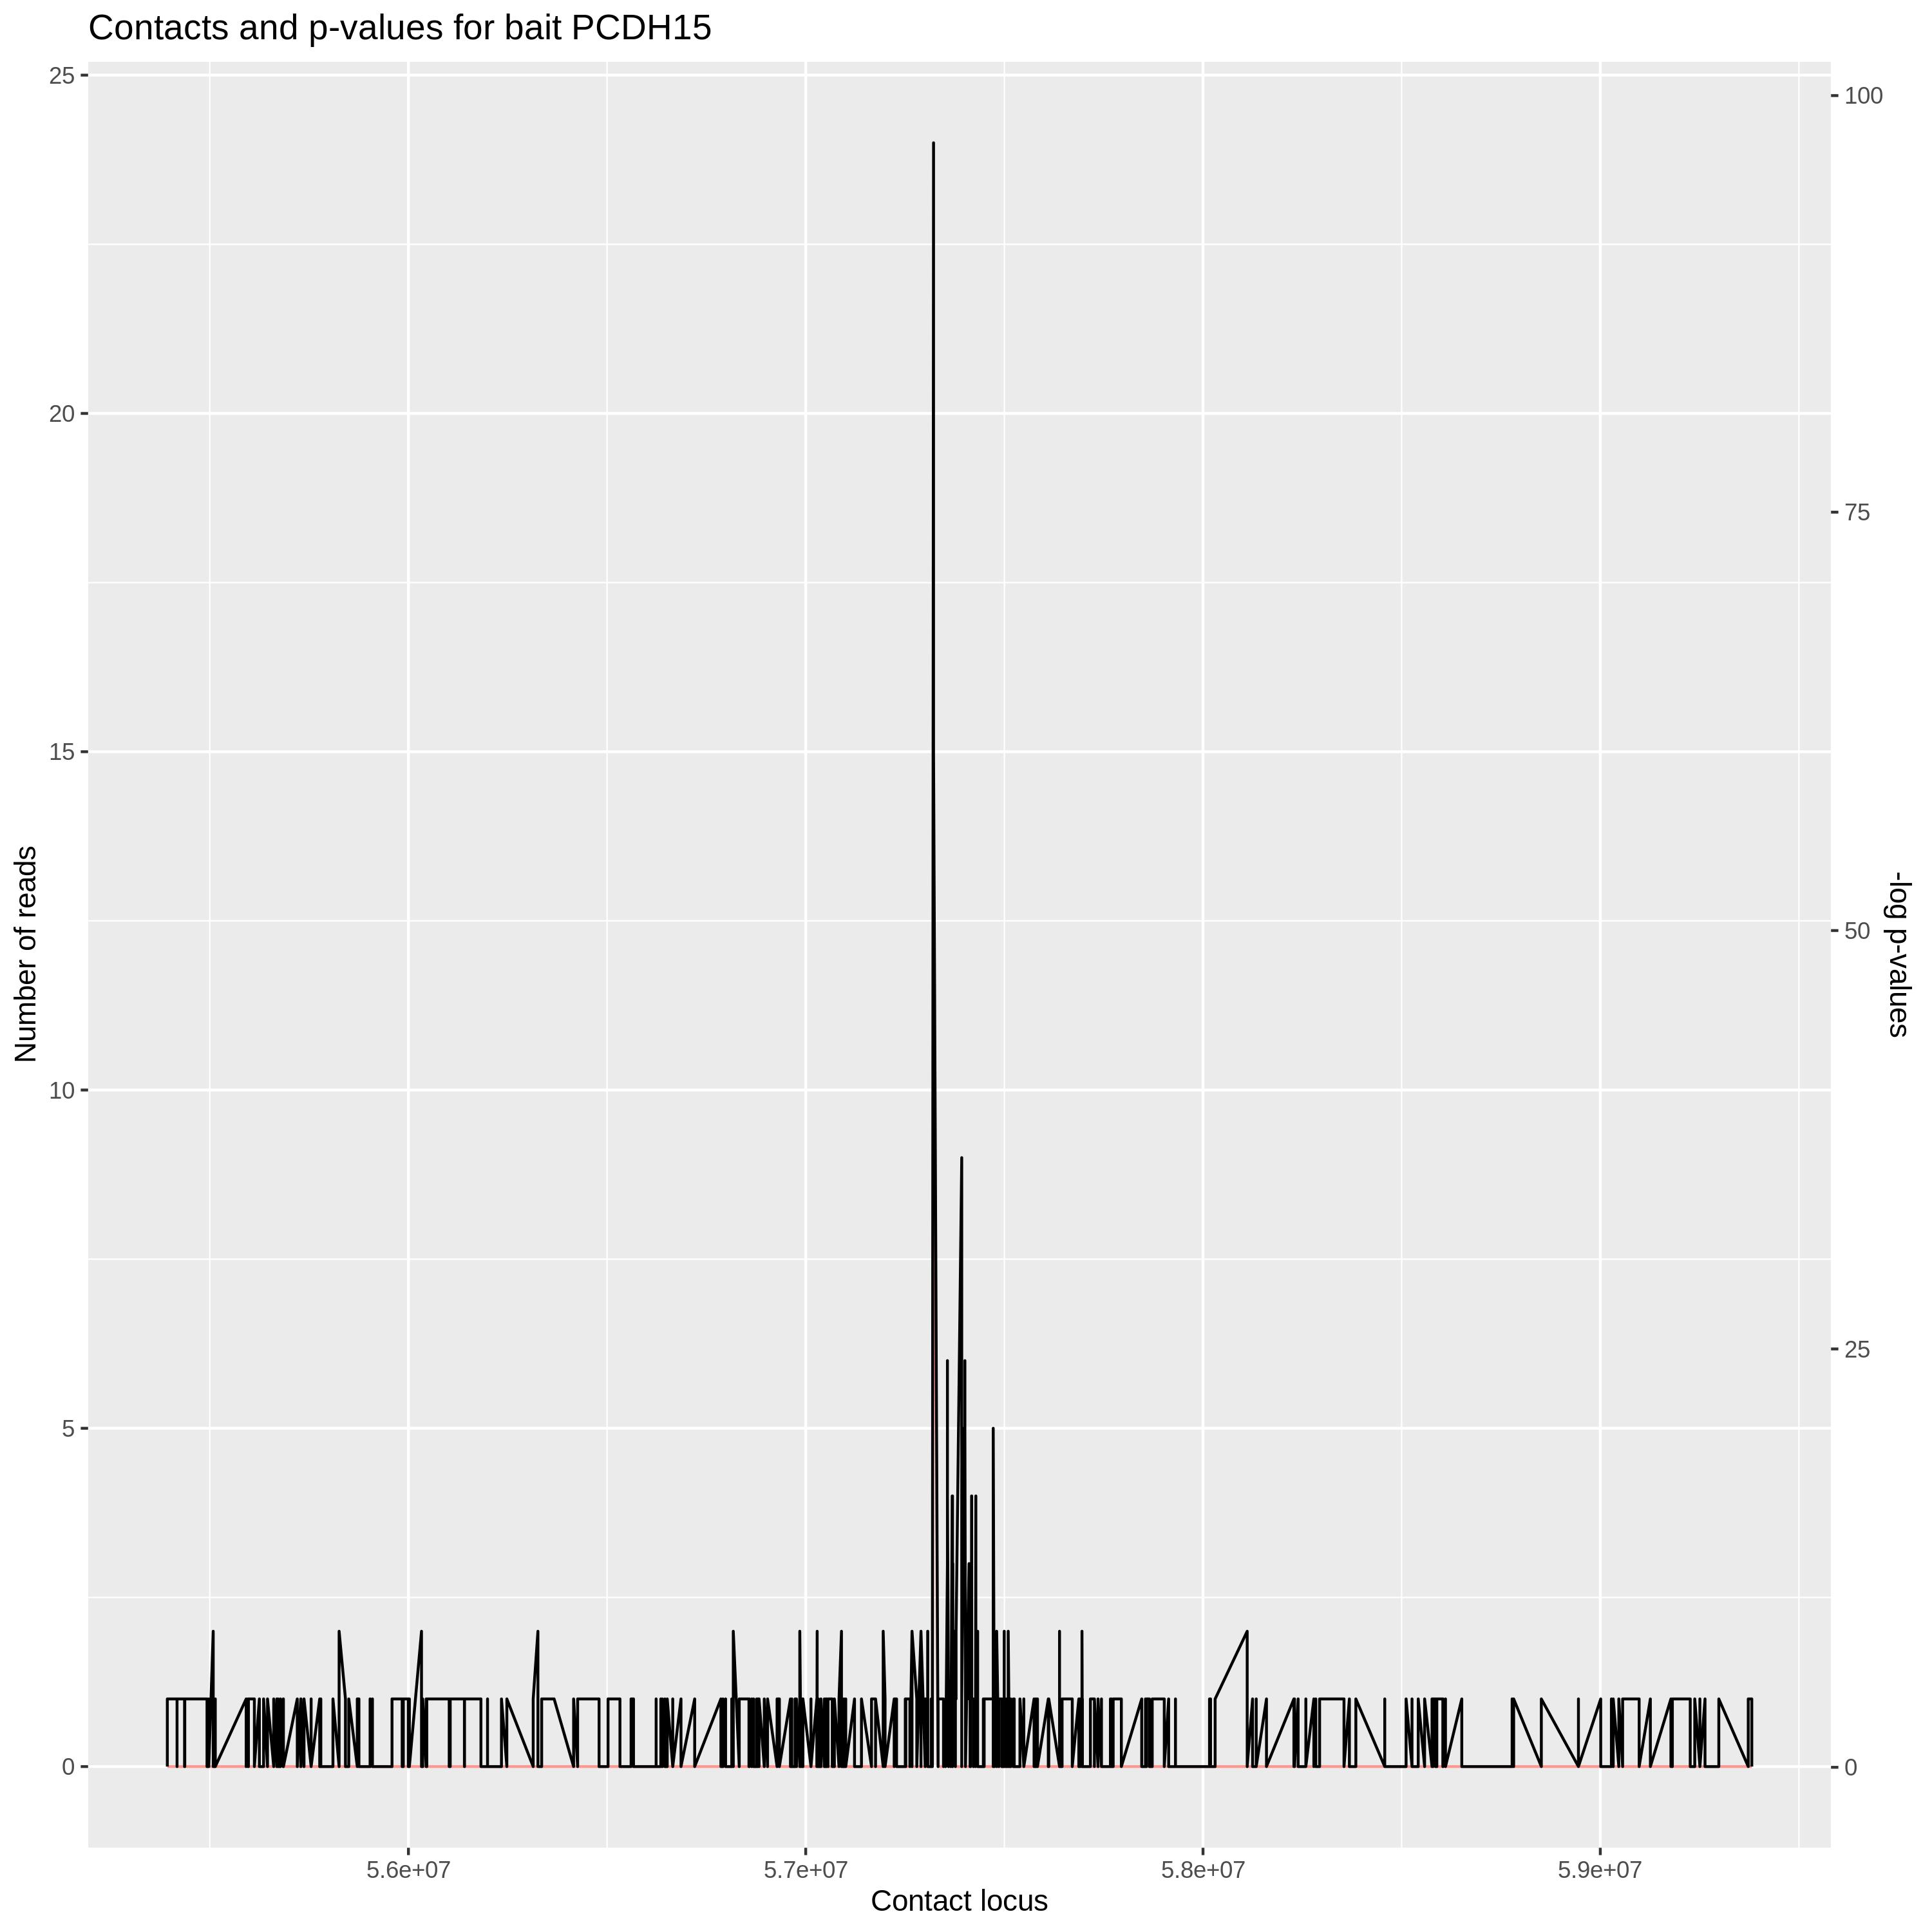 Contacts and p-values for bait PCDH15
25
20
15
10
5
0
Number of reads
100
75
50
25
0
-log p-values
5.6e+07 5.7e+07 5.8e+07 5.9e+07
Contact locus